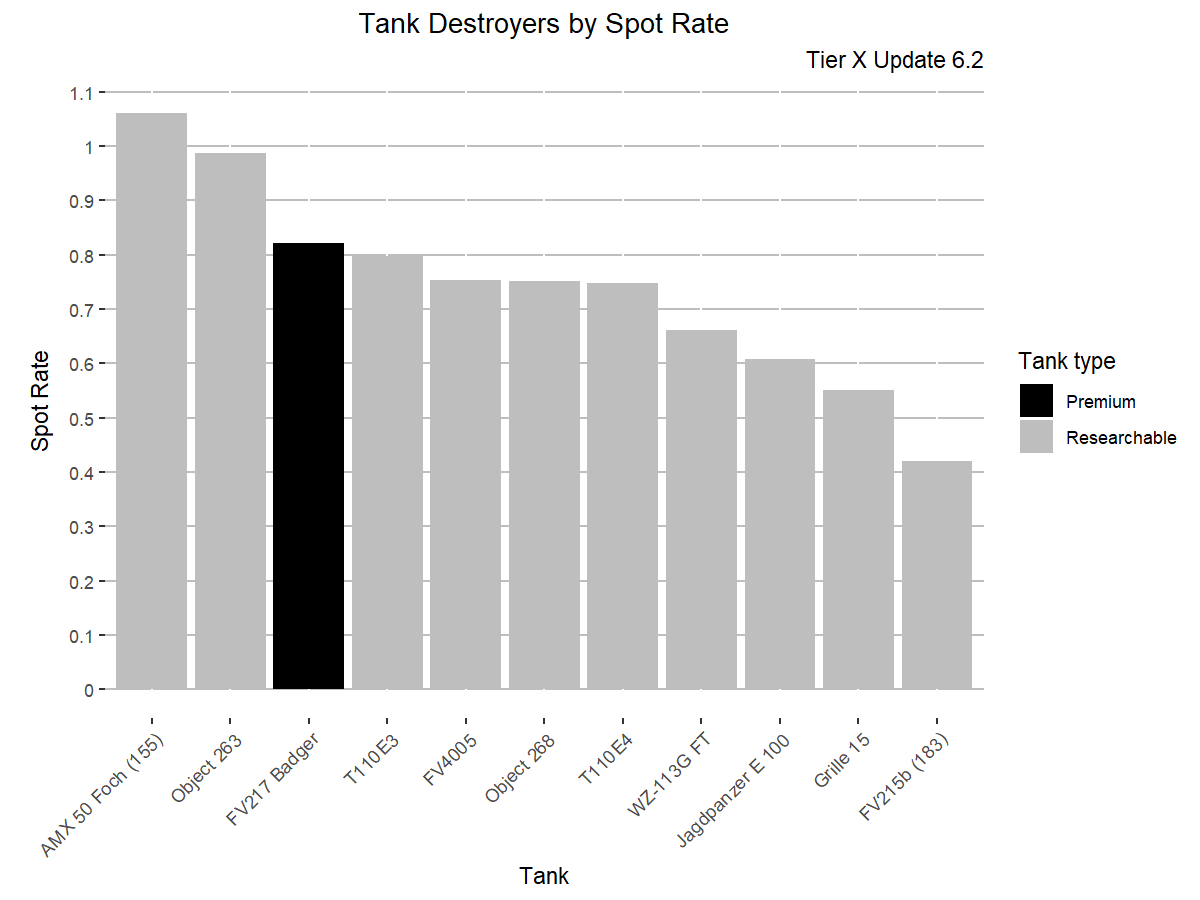 Tank Destroyers by Spot Rate
Tier X Update 6.2
1.1
1
0.9
0.8
0.7
0.6
0.5
0.4
0.3
0.2
0.1
0
Spot Rate
AMX 50 Foch (155)
Object 263
FV217 Badger
T110E3
FV4005
Object 268
T110E4
WZ-113G FT
Jagdpanzer E 100
Grille 15
FV215b (183)
Tank
Tank type
Premium
Researchable